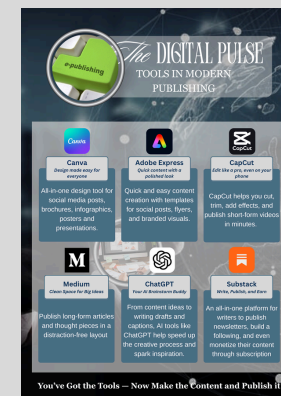 e-publishing
The DIGITAL PULSE
TOOLS IN MODERN
PUBLISHING
Canva
CapCut
Canva
Design made easy for
everyone
All-in-one design tool for
social media posts,
brochures, infographics,
posters and
presentations.
Adobe Express
Quick content with a
polished look
Quick and easy content
creation with templates
for social posts, flyers,
and branded visuals.
CapCut
Edit like a pro, even on your
phone
CapCut helps you cut,
trim, add effects, and
publish short-form videos
in minutes.
Medium
Clean Space for Big Ideas
Publish long-form articles
and thought pieces in a
distraction-free layout
ChatGPT
Your AI Brainstorm Buddy
From content ideas to
writing drafts and
captions, AI tools like
ChatGPT help speed up
the creative process and
spark inspiration.
Substack
Write, Publish, and Earn
An all-in-one platform for
writers to publish
newsletters, build a
following, and even
monetize their content
through subscription
You've Got the Tools — Now Make the Content and Publish it